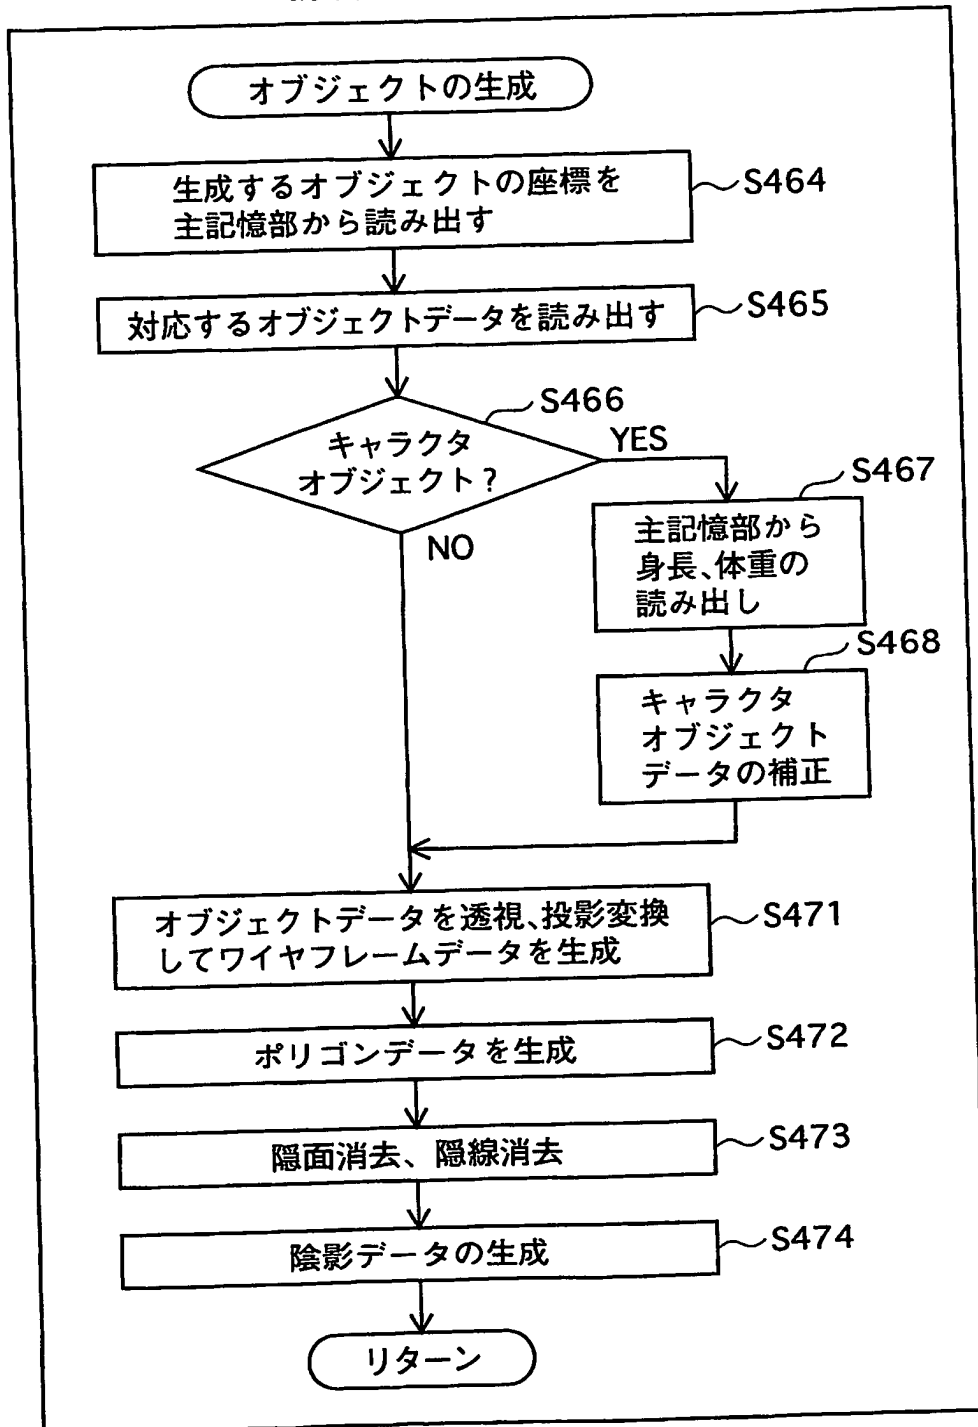 オブジェクトの生成
生成するオブジェクトの座標を
主記憶部から読み出す
S464
対応するオブジェクトデータを読み出す
S465
キャラクタ
オブジェクト?
S466
YES
NO
主記憶部から
身長、体重の
読み出し
S467
キャラクタ
オブジェクト
データの補正
S468
オブジェクトデータを透視、投影変換
してワイヤフレームデータを生成
S471
ポリゴンデータを生成
S472
隠面消去、隠線消去
S473
陰影データの生成
S474
リターン